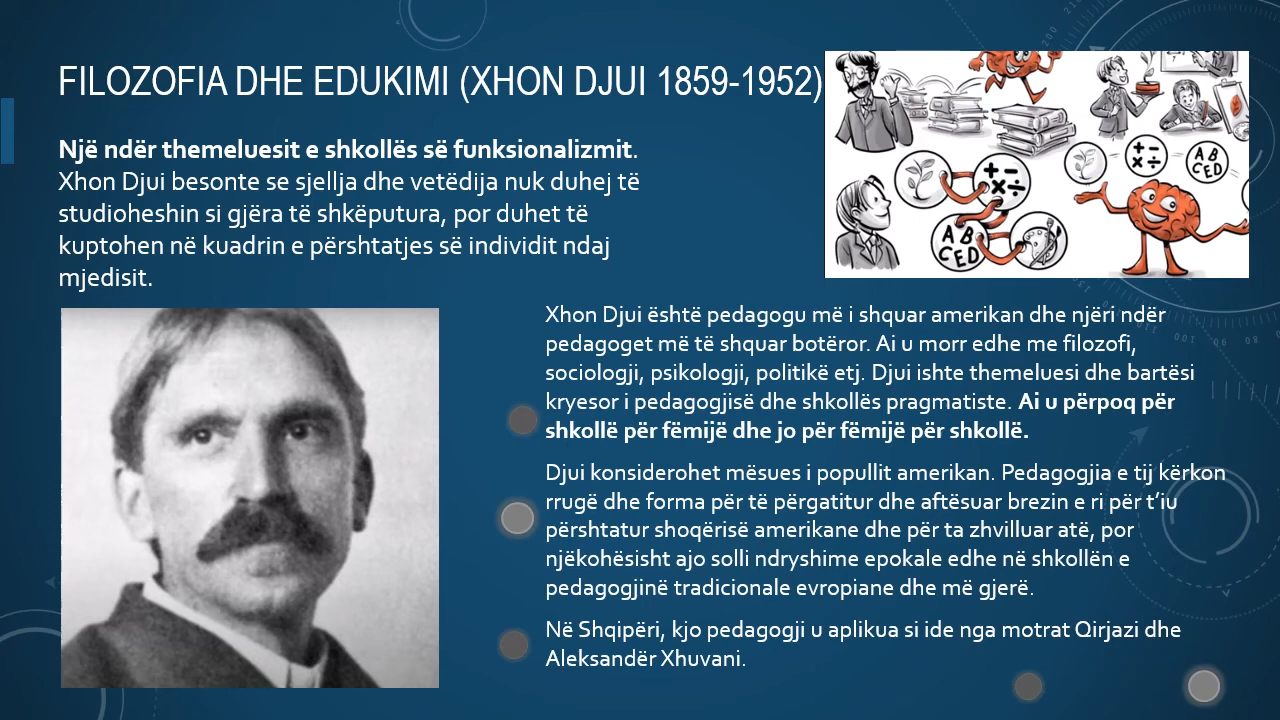 FILOZOFIA DHE EDUKIMI (XHON DJUI 1859-1952)
Një ndër themeluesit e shkollës së funksionalizmit.
Xhon Djui besonte se sjellja dhe vetëdija nuk duhej të
studioheshin si gjëra të shkëputura, por duhet të
kuptohen në kuadrin e përshtatjes së individit ndaj
mjedisit.
A B
C E D
A B
C E D
Xhon Djui është pedagogu më i shquar amerikan dhe njëri ndër
pedagoget më të shquar botëror. Ai u morr edhe me filozofi,
sociologji, psikologji, politikë etj. Djui ishte themeluesi dhe bartësi
kryesor i pedagogjisë dhe shkollës pragmatiste. Ai u përpoq për
shkollë për fëmijë dhe jo për fëmijë për shkollë.
Djui konsiderohet mësues i popullit amerikan. Pedagogjia e tij kërkon
rrugë dhe forma për të përgatitur dhe aftësuar brezin e ri për t’iu
përshtatur shoqërisë amerikane dhe për ta zhvilluar atë, por
njëkohësisht ajo solli ndryshime epokale edhe në shkollën e
pedagogjinë tradicionale evropiane dhe më gjerë.
Në Shqipëri, kjo pedagogji u aplikua si ide nga motrat Qirjazi dhe
Aleksandër Xhuvani.